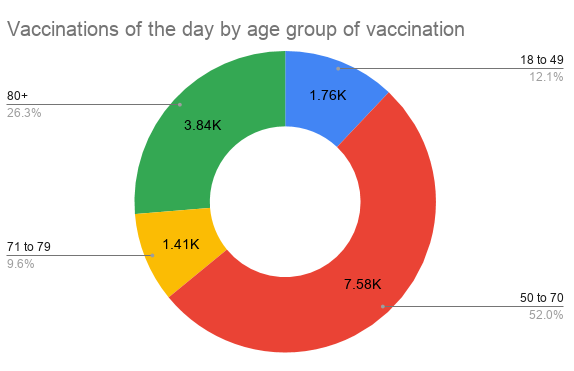 Vaccinations of the day by age group of vaccination
18 to 49
12.1%
80+
26.3%
1.76K
3.84K
71 to 79
9.6%
1.41K
7.58K
50 to 70
52.0%